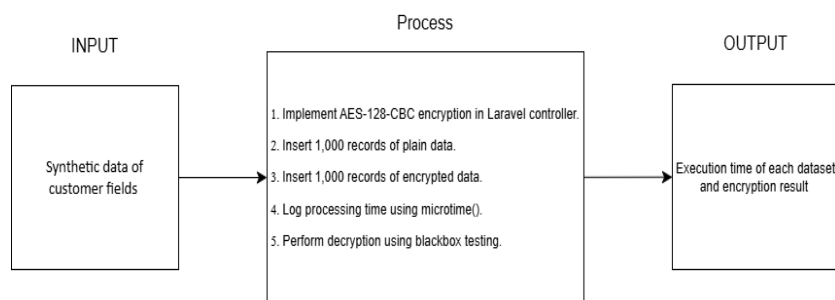 INPUT
Process
OUTPUT
Synthetic data of
customer fields
1. Implement AES-128-CBC encryption in Laravel controller.
2. Insert 1,000 records of plain data.
3. Insert 1,000 records of encrypted data.
4. Log processing time using microtime().
5. Perform decryption using blackbox testing.
Execution time of each dataset
and encryption result